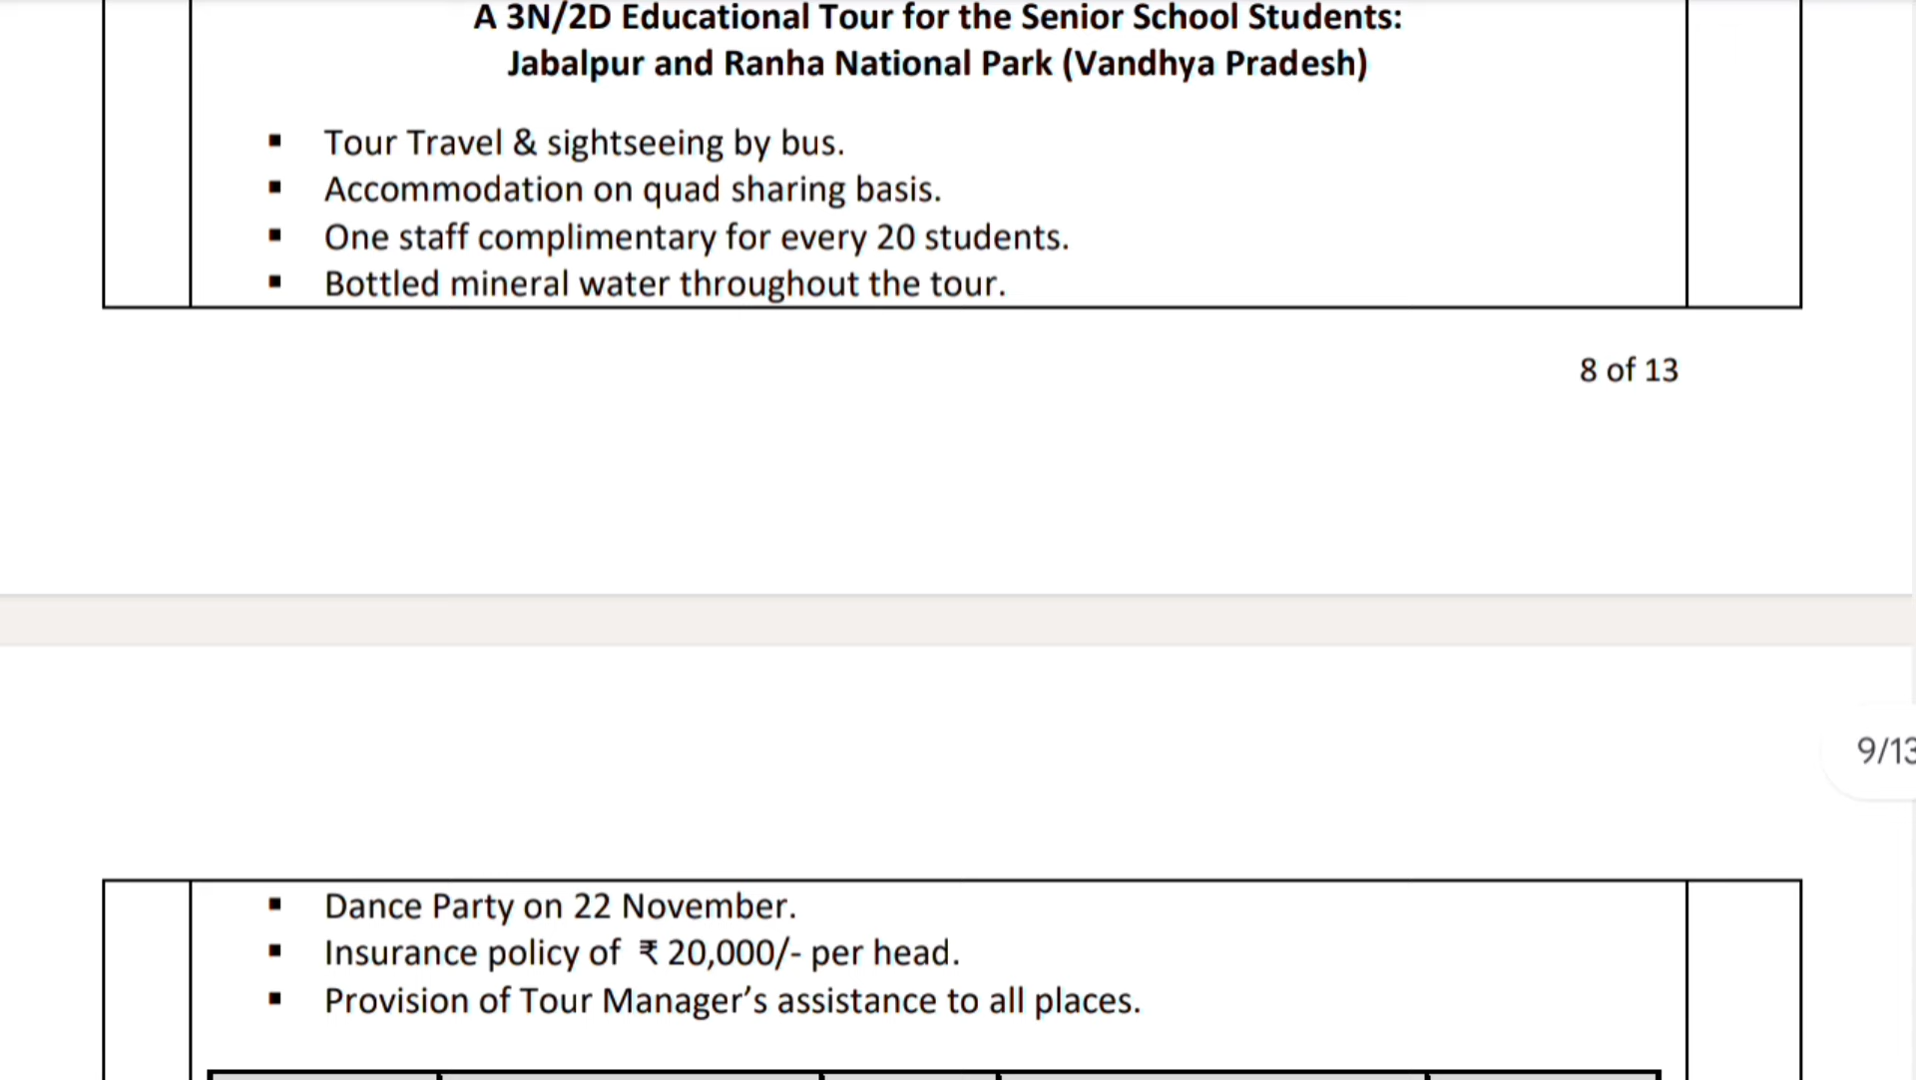 A 3N/2D Educational Tour for the Senior School Students:
Jabalpur and Ranha National Park (Vandhya Pradesh)
▪ Tour Travel & sightseeing by bus.
▪ Accommodation on quad sharing basis.
▪ One staff complimentary for every 20 students.
▪ Bottled mineral water throughout the tour.
8 of 13
9/13
▪ Dance Party on 22 November.
▪ Insurance policy of ₹ 20,000/- per head.
▪ Provision of Tour Manager’s assistance to all places.